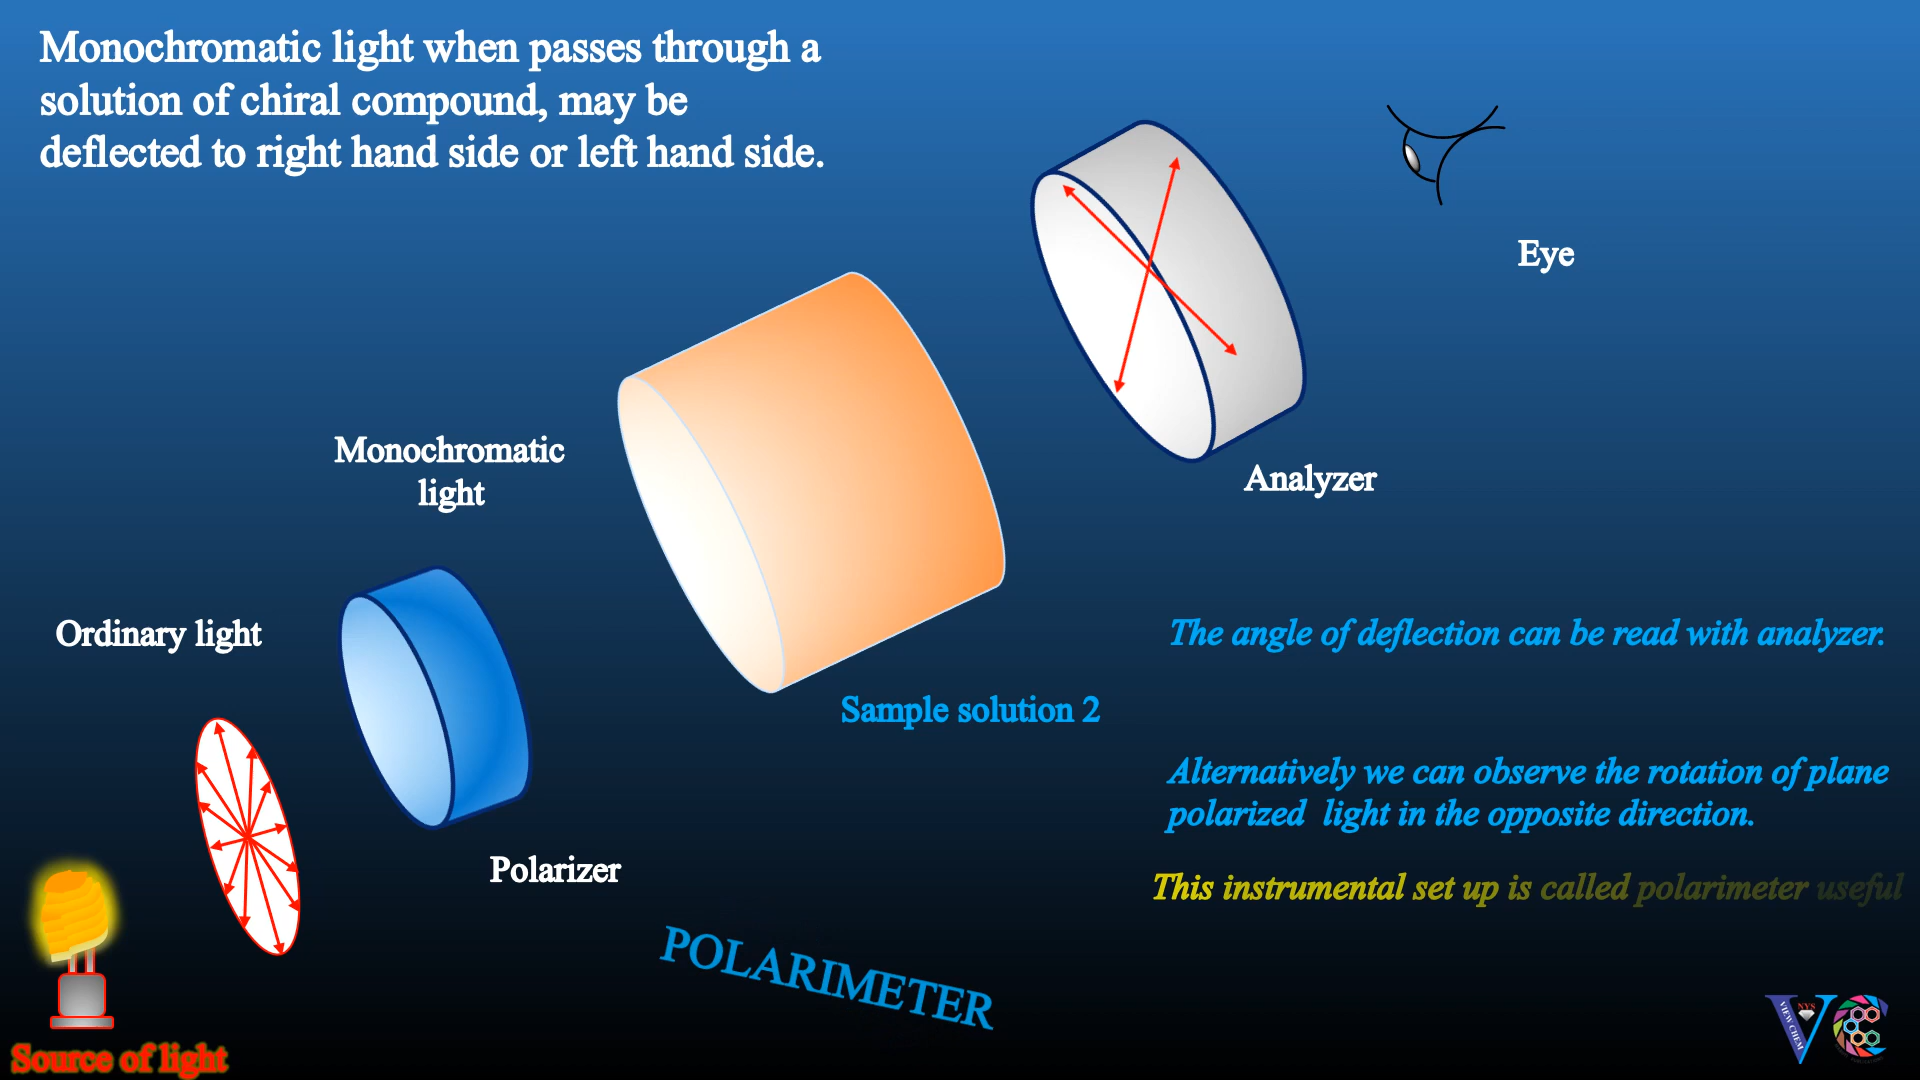 Monochromatic light when passes through a
solution of chiral compound, may be
deflected to right hand side or left hand side.
Eye
Analyzer
Monochromatic
light
Ordinary light
Sample solution 2
Polarizer
The angle of deflection can be read with analyzer.
Alternatively we can observe the rotation of plane
polarized light in the opposite direction.
This instrumental set up is called polarimeter useful
POLARIMETER
Source of light
VIEW CHEM
NYS